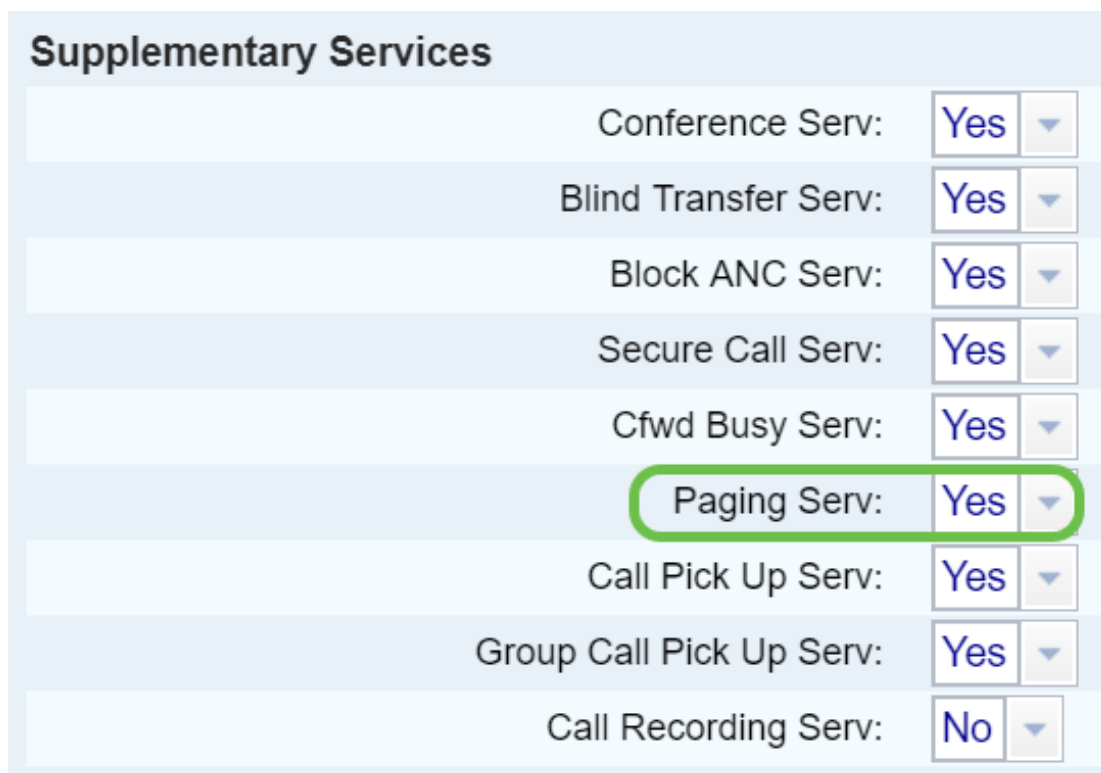 Supplementary Services
Conference Serv: Yes
Blind Transfer Serv: Yes
Block ANC Serv: Yes
Secure Call Serv: Yes
Cfwd Busy Serv: Yes
Paging Serv: Yes
Call Pick Up Serv: Yes
Group Call Pick Up Serv: Yes
Call Recording Serv: No